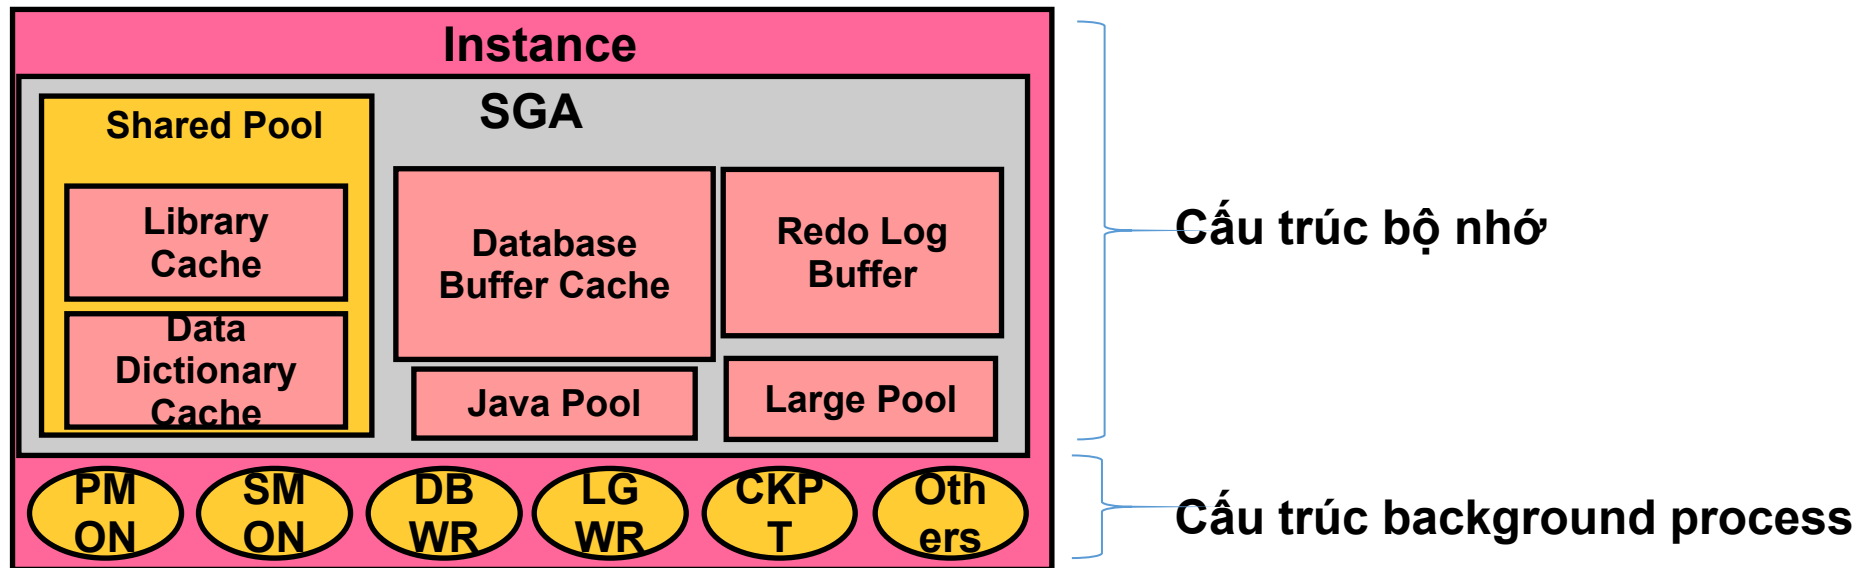 Instance
SGA
Shared Pool
Library
Cache
Data
Dictionary
Cache
Database
Buffer Cache
Redo Log
Buffer
Java Pool
Large Pool
PM
ON
SM
ON
DB
WR
LG
WR
CKP
T
Oth
ers
Cấu trúc bộ nhớ
Cấu trúc background process